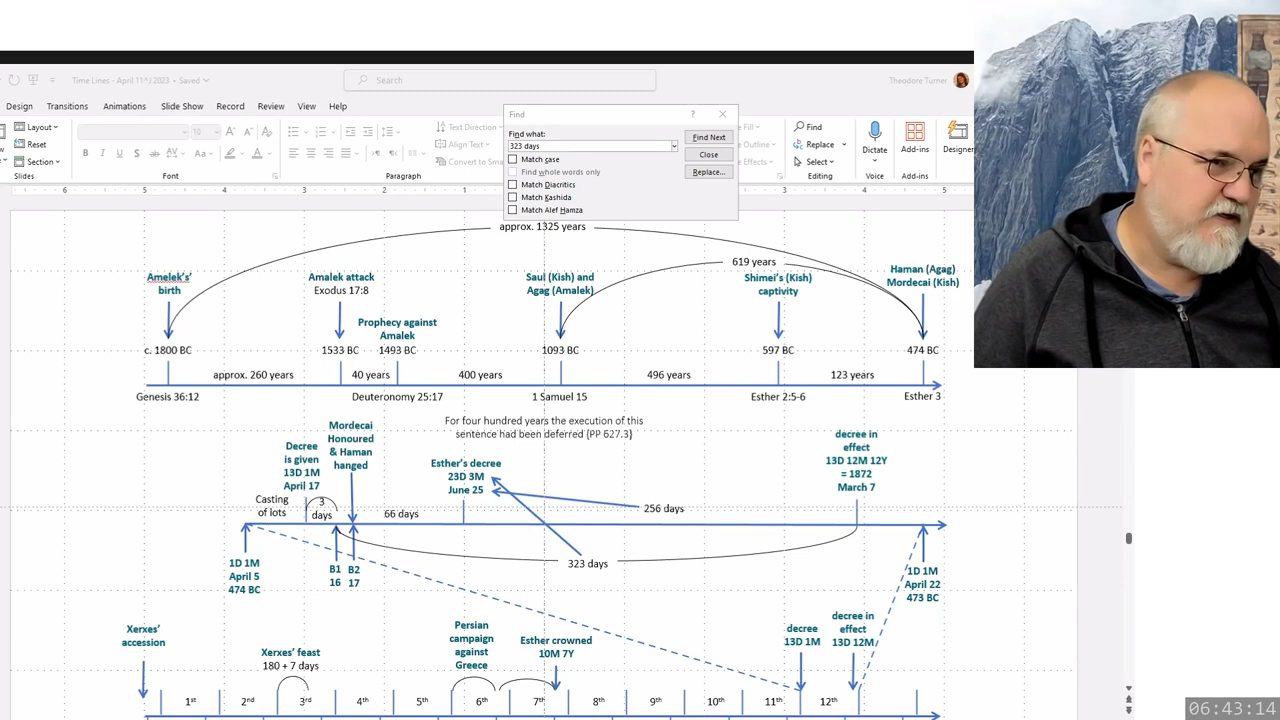 Time Lines - April 11^J 2023 • Saved
Search
Theodore Turner
Design Transitions Animations Slide Show Record Review View Help
Layout
Reset
Section
Slides
10
Font
Paragraph
Text Direction
Align Text
Convert to Smar
Find
Replace
Select
Editing
Dictate
Voice
Add-ins
Add-ins
Designer
Find
Find what:
323 days
Match case
Find whole words only
Match Diacritics
Match Kashida
Match Alef Hamza
Find Next
Close
Replace...
approx. 1325 years
619 years
Amelek's'
birth
Amalek attack
Exodus 17:8
Prophecy against
Amalek
Saul (Kish) and
Agag (Amalek)
Shimei's (Kish)
captivity
Haman (Agag)
Mordecai (Kish)
c. 1800 BC 1533 BC 1493 BC 1093 BC 597 BC 474 BC
approx. 260 years 40 years 400 years 496 years 123 years
Genesis 36:12 Deuteronomy 25:17 1 Samuel 15 Esther 2:5-6 Esther 3
For four hundred years the execution of this
sentence had been deferred {PP 627.3}
Casting
of lots
Decree
is given
13D 1M
April 17
3
days
Mordecai
Honoured
& Haman
hanged
66 days
Esther's decree
23D 3M
June 25
256 days
decree in
effect
13D 12M 12Y
= 1872
March 7
323 days
1D 1M
April 5
474 BC
B1
16
B2
17
1D 1M
April 22
473 BC
Xerxes'
accession
Xerxes' feast
180 + 7 days
Persian
campaign
against
Greece
Esther crowned
10M 7Y
decree
13D 1M
decree in
effect
13D 12M
1st 2nd 3rd 4th 5th 6th 7th 8th 9th 10th 11th 12th
06:43:14